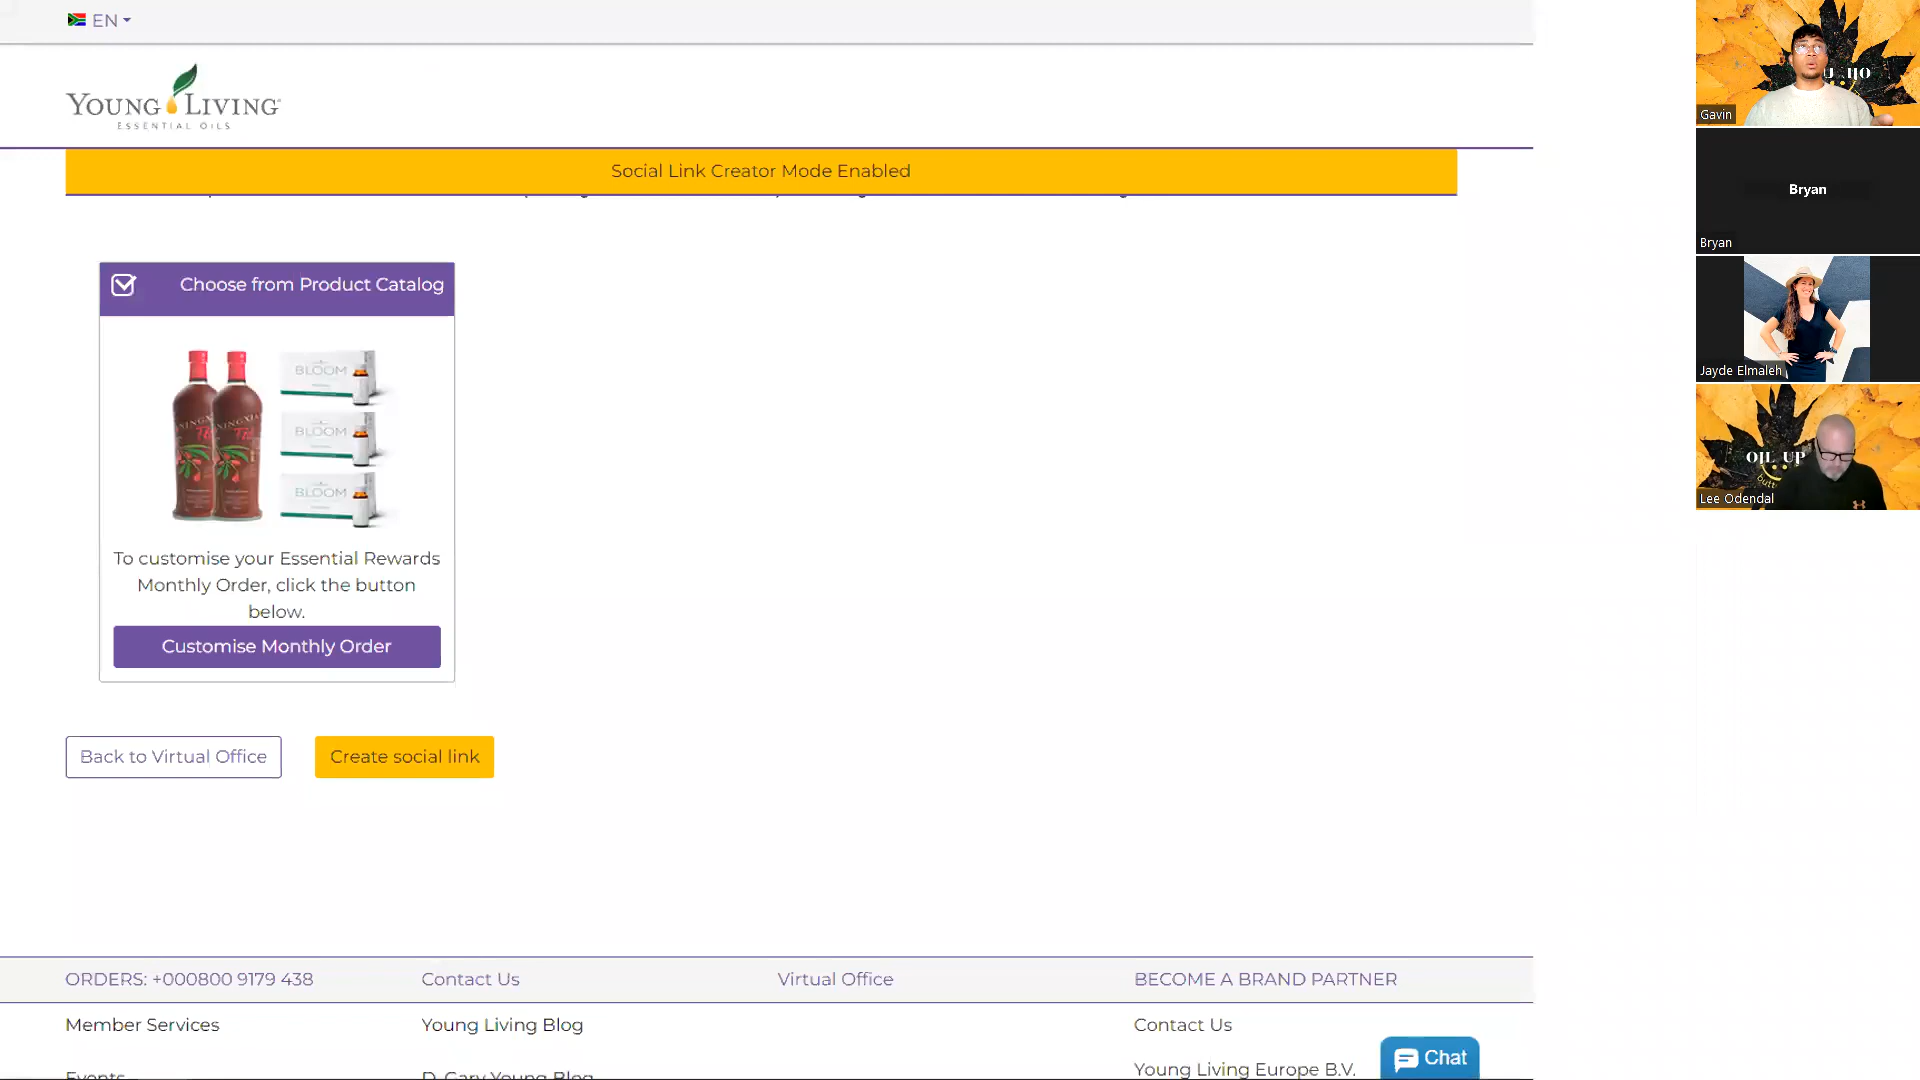 EN
YOUNG LIVING
ESSENTIAL OILS
Social Link Creator Mode Enabled
Choose from Product Catalog
BLOOM
BLOOM
BLOOM
To customise your Essential Rewards
Monthly Order, click the button
below.
Customise Monthly Order
Back to Virtual Office
Create social link
ORDERS: +000800 9179 438
Contact Us
Virtual Office
BECOME A BRAND PARTNER
Member Services
Young Living Blog
Contact Us
Events
D. Gary Young Blog
Young Living Europe B.V.
Chat
Gavin
Bryan
Bryan
Jayde Elmaleh
OIL UP
Lee Odendal